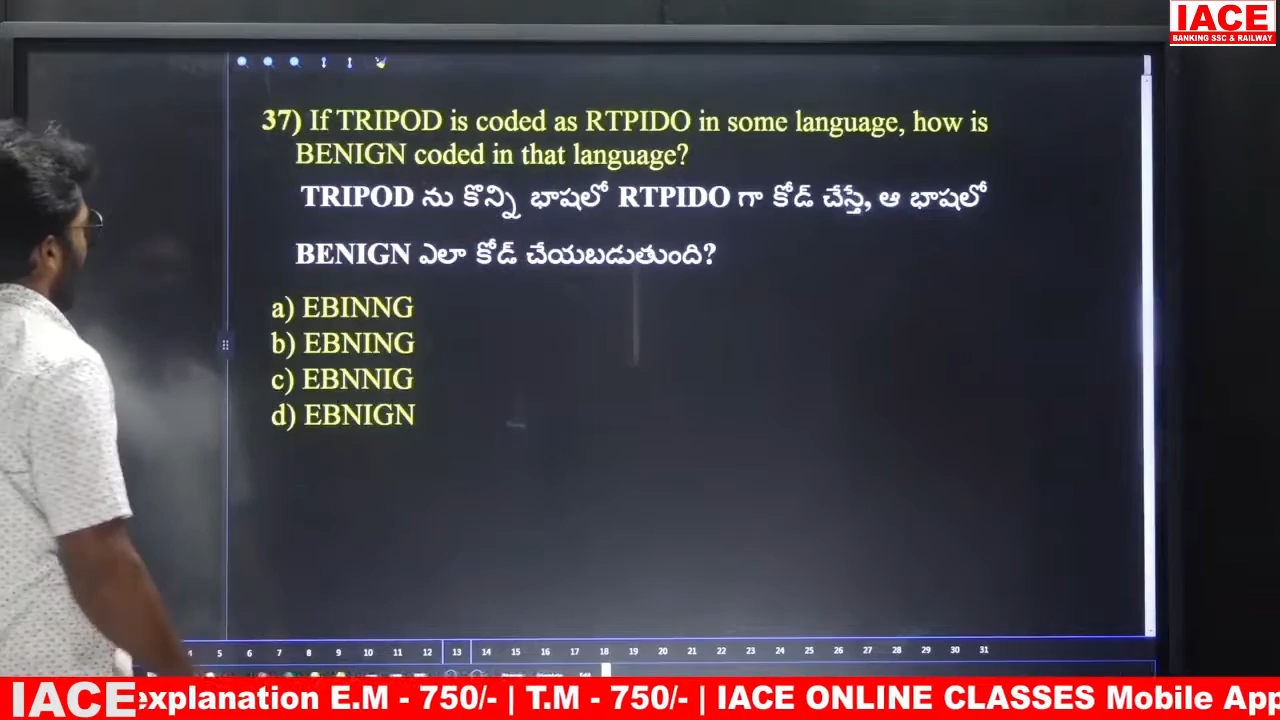 IACE
BANKING SSC & RAILWAY
37) If TRIPOD is coded as RTPIDO in some language, how is
BENIGN coded in that language?
TRIPOD ను కొన్ని భాషలో RTPIDO గా కోడ్ చేస్తే, ఆ భాషలో
BENIGN ఎలా కోడ్ చేయబడుతుంది?
a) EBINNG
b) EBNING
c) EBNNIG
d) EBNIGN
4 5 6 7 8 9 10 11 12 13 14 15 16 17 18 19 20 21 22 23 24 25 26 27 28 29 30 31
IACE explanation E.M - 750/- | T.M - 750/- | IACE ONLINE CLASSES Mobile App